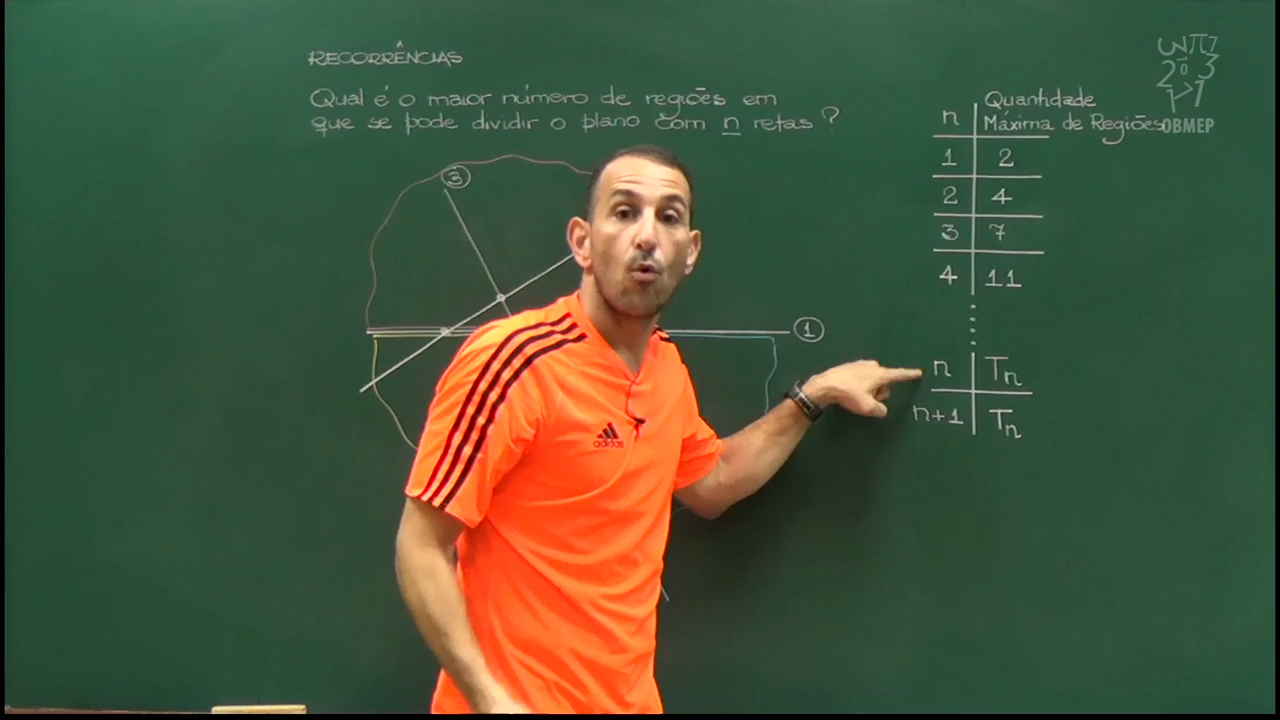 RECORRÊNCIAS
Qual é o maior número de regiões em
que se pode dividir o plano com n retas?
n Quantidade
Máxima de Regiões
1 2
2 4
3 7
4 11
n Tn
n+1 Tn
3
1
adidas
OBMEP